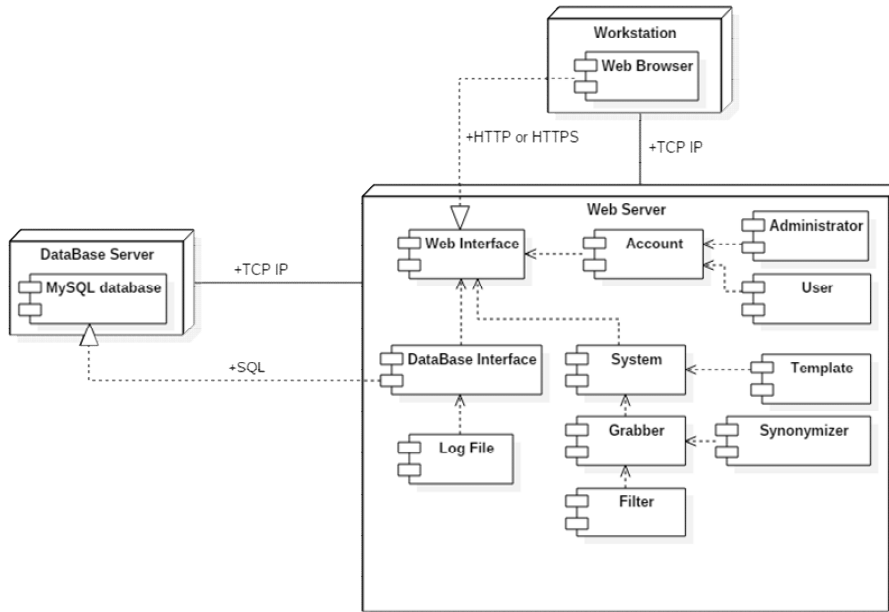 Workstation
Web Browser
+HTTP or HTTPS
+TCP IP
Web Server
Administrator
Web Interface
Account
DataBase Server
+TCP IP
MySQL database
User
DataBase Interface
System
+SQL
Template
Grabber
Synonymizer
Log File
Filter